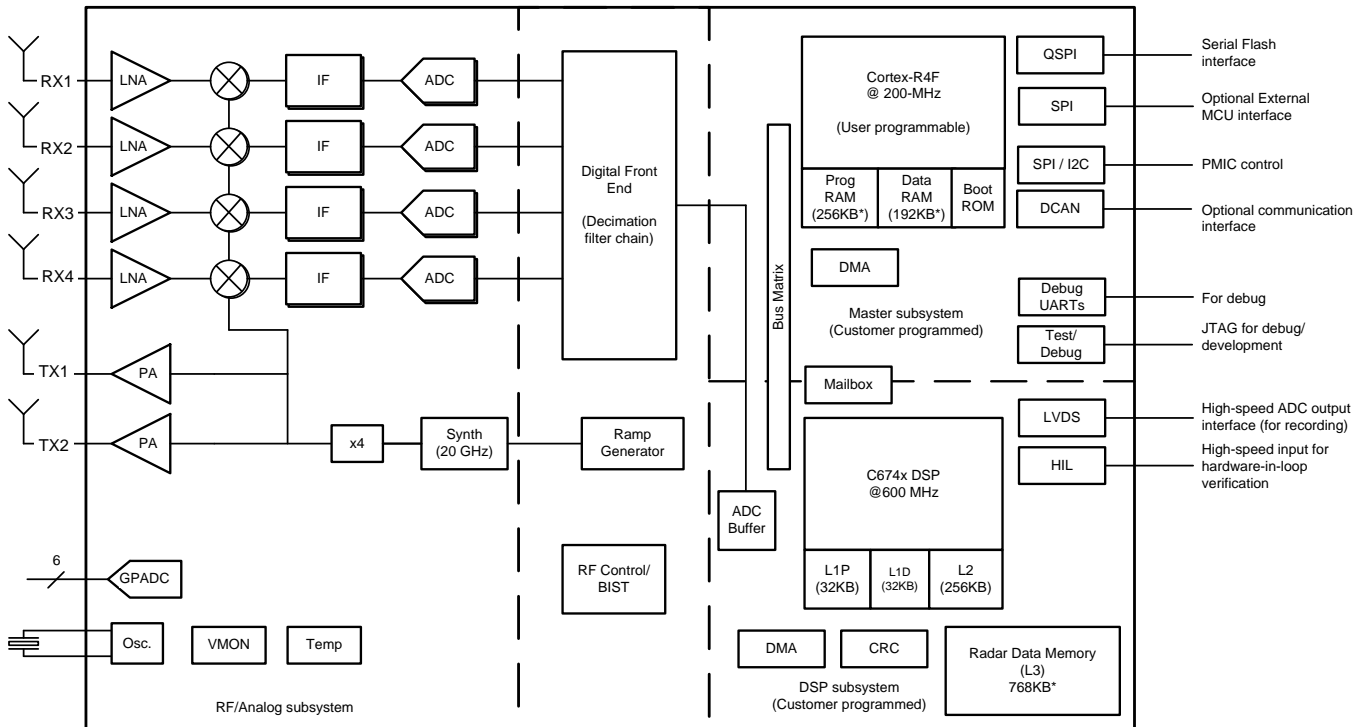 RX1
LNA
IF
ADC
RX2
LNA
IF
ADC
RX3
LNA
IF
ADC
RX4
LNA
IF
ADC
TX1
PA
TX2
PA
x4
Synth
(20 GHz)
Ramp
Generator
Digital Front
End
(Decimation
filter chain)
6
GPADC
Osc.
VMON
Temp
RF/Analog subsystem
RF Control/
BIST
ADC
Buffer
Bus Matrix
Cortex-R4F
@ 200-MHz
(User programmable)
Prog
RAM
(256KB*)
Data
RAM
(192KB*)
Boot
ROM
DMA
Master subsystem
(Customer programmed)
QSPI
Serial Flash
interface
SPI
Optional External
MCU interface
SPI / I2C
PMIC control
DCAN
Optional communication
interface
Debug
UARTs
For debug
Test/
Debug
JTAG for debug/
development
Mailbox
C674x DSP
@600 MHz
L1P
(32KB)
L1D
(32KB)
L2
(256KB)
LVDS
High-speed ADC output
interface (for recording)
HIL
High-speed input for
hardware-in-loop
verification
DMA
CRC
DSP subsystem
(Customer programmed)
Radar Data Memory
(L3)
768KB*